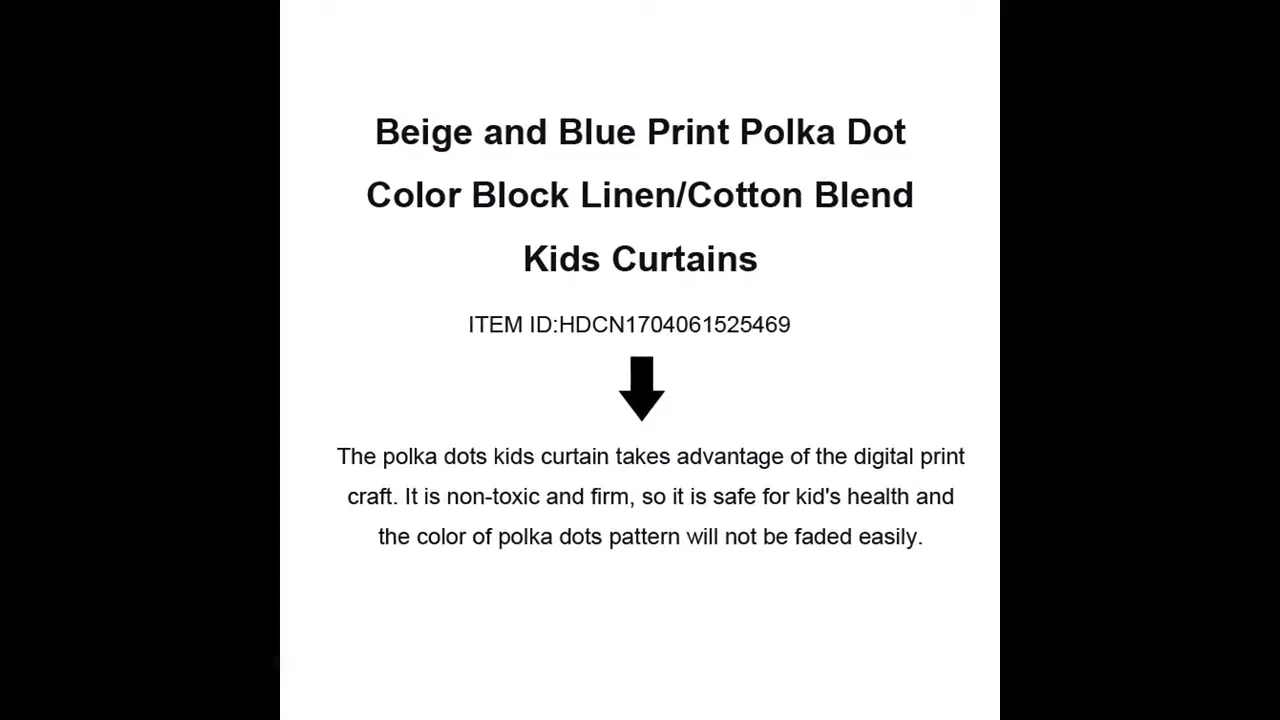 Beige and Blue Print Polka Dot
Color Block Linen/Cotton Blend
Kids Curtains
ITEM ID:HDCN1704061525469
The polka dots kids curtain takes advantage of the digital print
craft. It is non-toxic and firm, so it is safe for kid's health and
the color of polka dots pattern will not be faded easily.